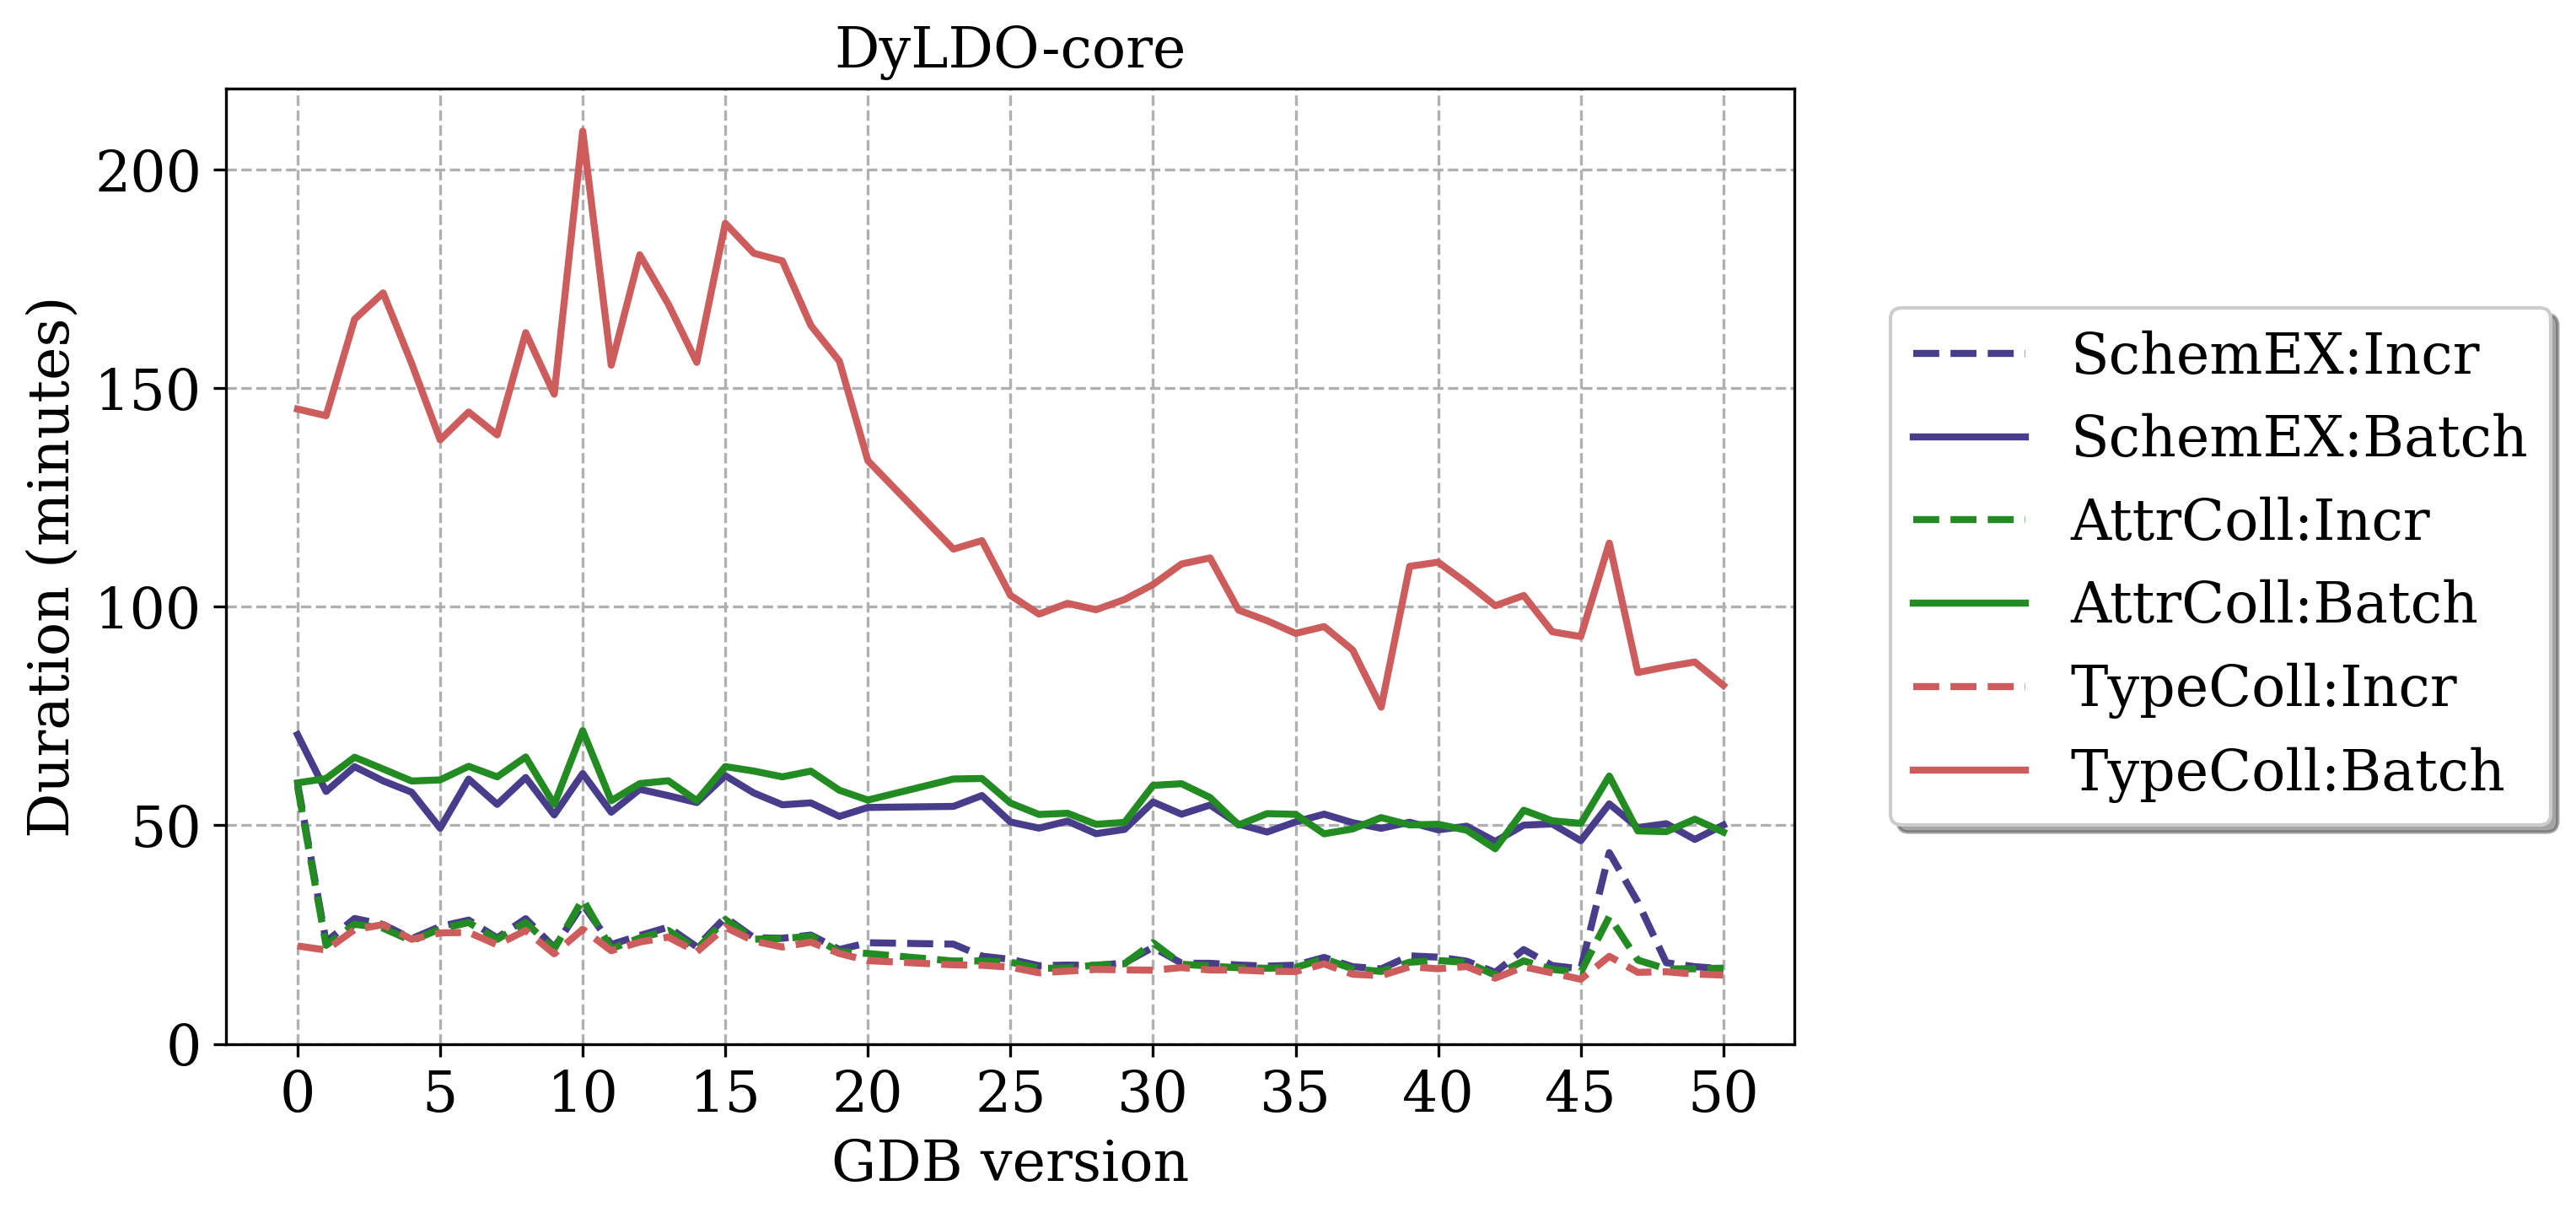 DyLDO-core
Duration (minutes)
200
150
100
50
0
0 5 10 15 20 25 30 35 40 45 50
GDB version
SchemEX:Incr
SchemEX:Batch
AttrColl:Incr
AttrColl:Batch
TypeColl:Incr
TypeColl:Batch